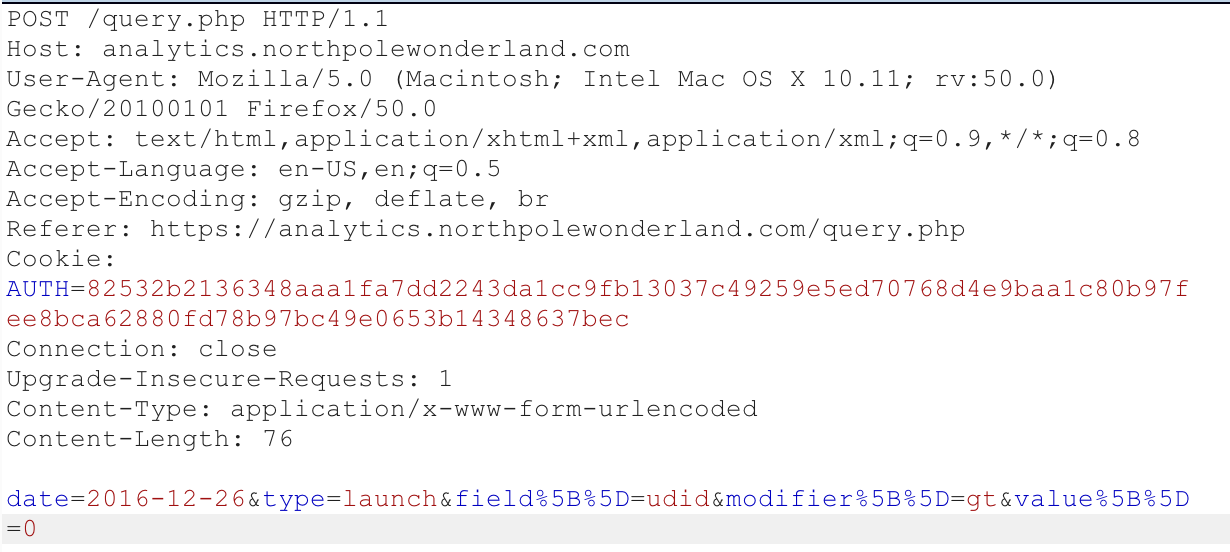 POST /query.php HTTP/1.1
Host: analytics.northpolewonderland.com
User-Agent: Mozilla/5.0 (Macintosh; Intel Mac OS X 10.11; rv:50.0)
Gecko/20100101 Firefox/50.0
Accept: text/html,application/xhtml+xml,application/xml;q=0.9,*/*;q=0.8
Accept-Language: en-US,en;q=0.5
Accept-Encoding: gzip, deflate, br
Referer: https://analytics.northpolewonderland.com/query.php
Cookie:
AUTH=82532b2136348aaa1fa7dd2243da1cc9fb13037c49259e5ed70768d4e9baa1c80b97f
ee8bca62880fd78b97bc49e0653b14348637bec
Connection: close
Upgrade-Insecure-Requests: 1
Content-Type: application/x-www-form-urlencoded
Content-Length: 76
date=2016-12-26&type=launch&field%5B%5D=udid&modifier%5B%5D=gt&value%5B%5D
=0